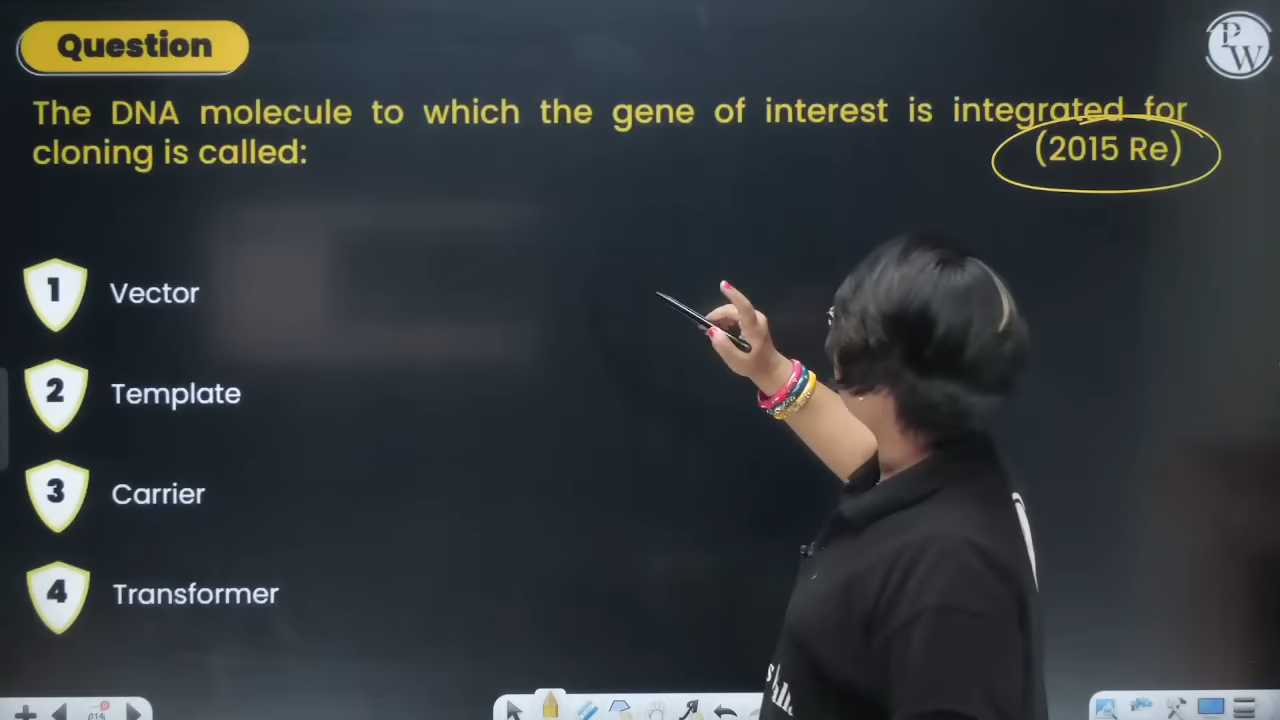 Question
PW
The DNA molecule to which the gene of interest is integrated for
cloning is called:
(2015 Re)
1 Vector
2 Template
3 Carrier
4 Transformer